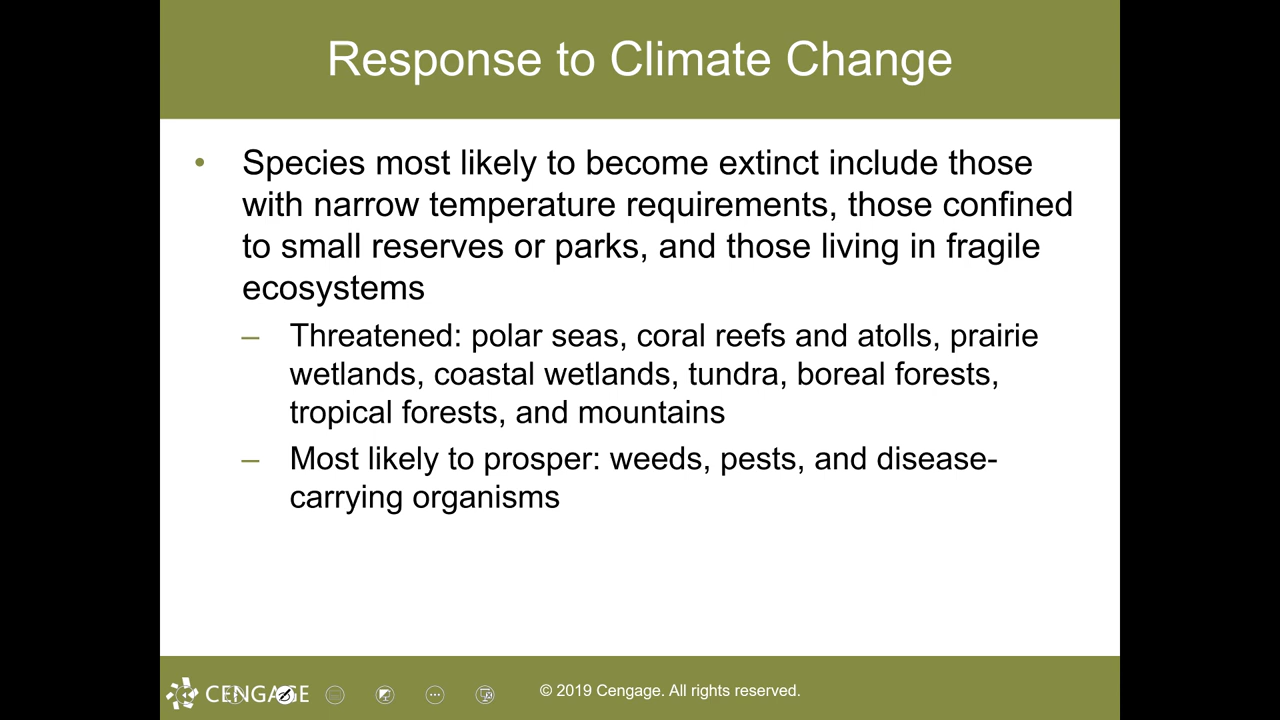 Response to Climate Change
• Species most likely to become extinct include those
with narrow temperature requirements, those confined
to small reserves or parks, and those living in fragile
ecosystems
– Threatened: polar seas, coral reefs and atolls, prairie
wetlands, coastal wetlands, tundra, boreal forests,
tropical forests, and mountains
– Most likely to prosper: weeds, pests, and disease-
carrying organisms
CENGAGE
© 2019 Cengage. All rights reserved.